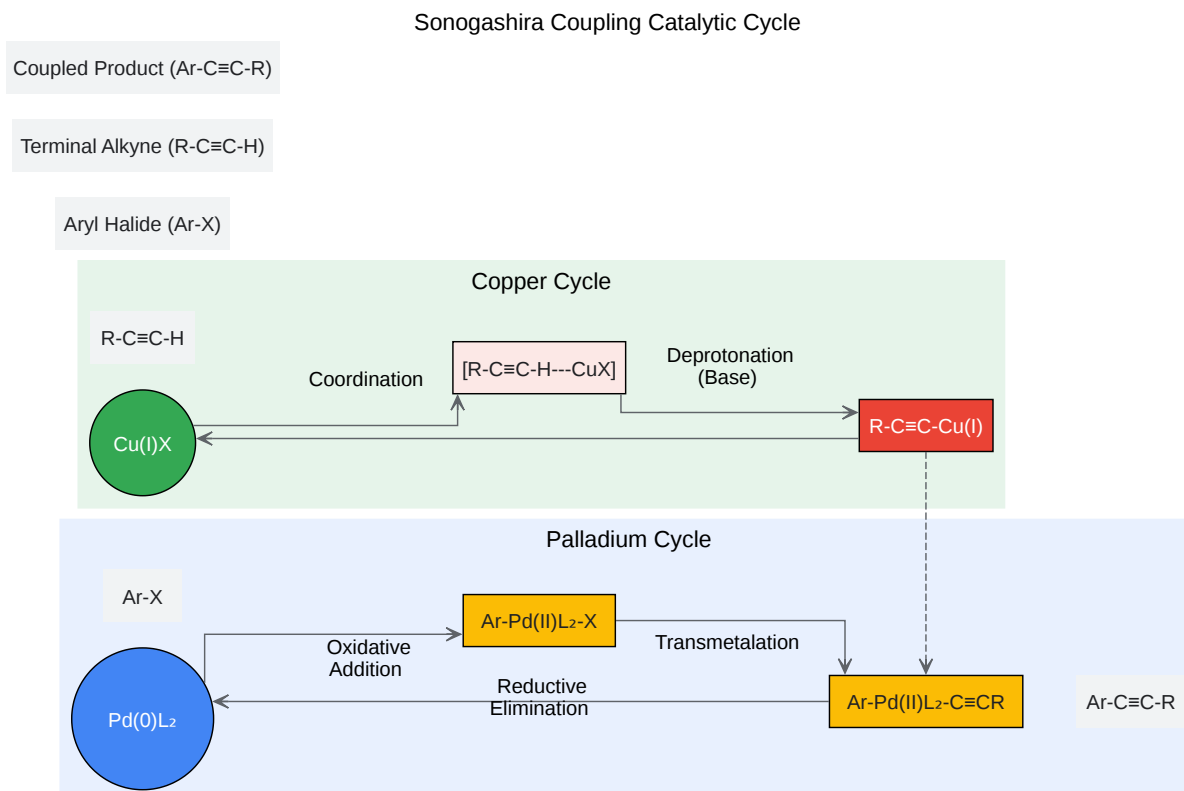 Sonogashira Coupling Catalytic Cycle
Coupled Product (Ar-C≡C-R)
Terminal Alkyne (R-C≡C-H)
Aryl Halide (Ar-X)
Copper Cycle
R-C≡C-H
Coordination
[R-C≡C-H---CuX]
Deprotonation
(Base)
Cu(I)X
R-C≡C-Cu(I)
Palladium Cycle
Ar-X
Oxidative
Addition
Ar-Pd(II)L₂-X
Transmetalation
Pd(0)L₂
Reductive
Elimination
Ar-Pd(II)L₂-C≡CR
Ar-C≡C-R